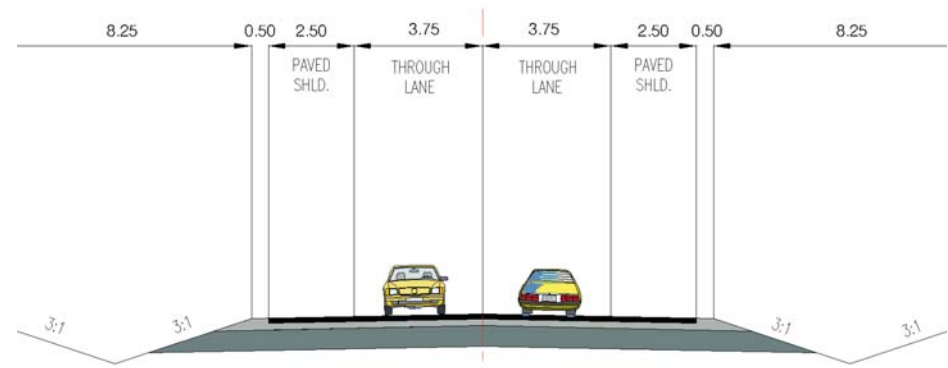 8.25 0.50 2.50 3.75 3.75 2.50 0.50 8.25
PAVED THROUGH THROUGH PAVED
SHLD. LANE LANE SHLD.
3:1 3:1 3:1 3:1